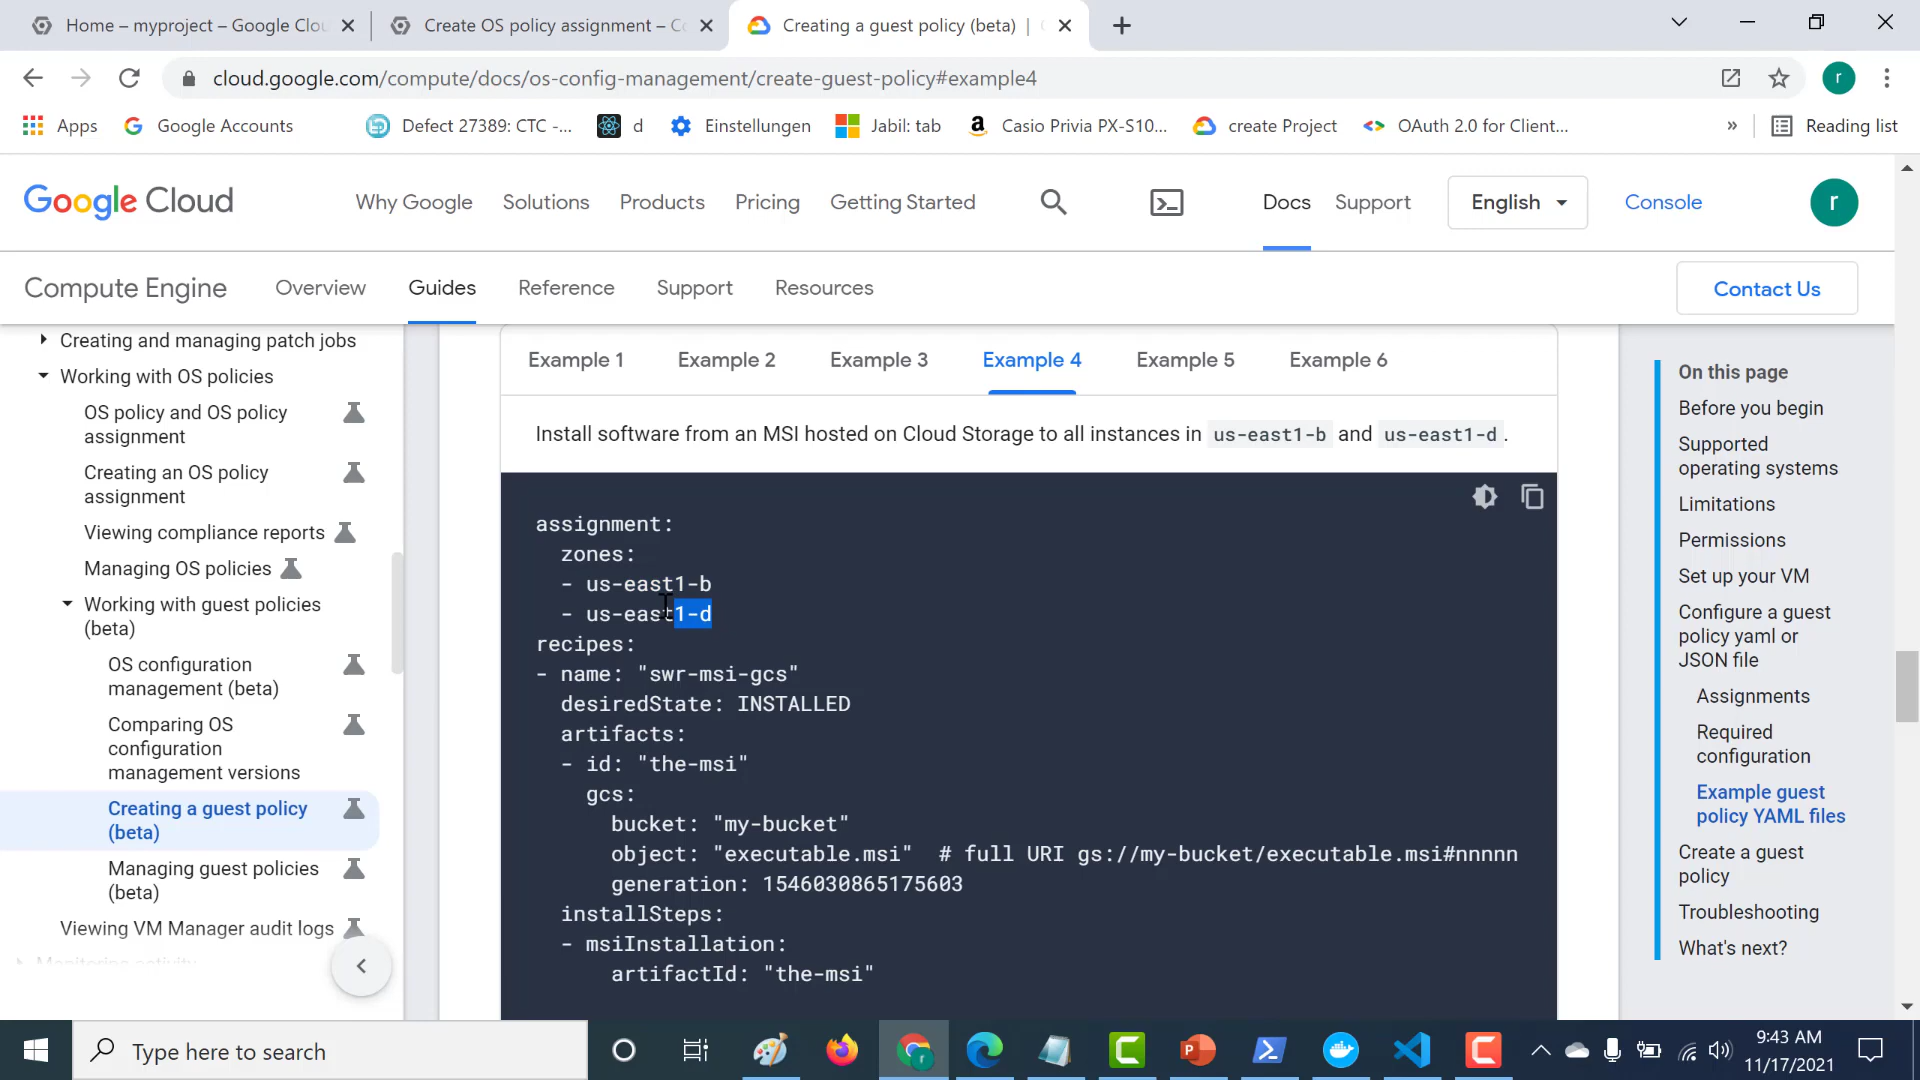 Home – myproject – Google Clou
Create OS policy assignment – Co
Creating a guest policy (beta) |
cloud.google.com/compute/docs/os-config-management/create-guest-policy#example4
r
Apps
Google Accounts
Defect 27389: CTC -...
d
Einstellungen
Jabil: tab
Casio Privia PX-S10...
create Project
OAuth 2.0 for Client...
»
Reading list
Google Cloud
Why Google
Solutions
Products
Pricing
Getting Started
Docs
Support
English
Console
r
Compute Engine
Overview
Guides
Reference
Support
Resources
Contact Us
Creating and managing patch jobs
Working with OS policies
OS policy and OS policy
assignment
Creating an OS policy
assignment
Viewing compliance reports
Managing OS policies
Working with guest policies
(beta)
OS configuration
management (beta)
Comparing OS
configuration
management versions
Creating a guest policy
(beta)
Managing guest policies
(beta)
Viewing VM Manager audit logs
Monitoring activity
Example 1
Example 2
Example 3
Example 4
Example 5
Example 6
Install software from an MSI hosted on Cloud Storage to all instances in us-east1-b and us-east1-d.
assignment:
zones:
- us-east1-b
- us-east1-d
recipes:
- name: "swr-msi-gcs"
desiredState: INSTALLED
artifacts:
- id: "the-msi"
gcs:
bucket: "my-bucket"
object: "executable.msi"  # full URI gs://my-bucket/executable.msi#nnnnn
generation: 1546030865175603
installSteps:
- msiInstallation:
artifactId: "the-msi"
On this page
Before you begin
Supported
operating systems
Limitations
Permissions
Set up your VM
Configure a guest
policy yaml or
JSON file
Assignments
Required
configuration
Example guest
policy YAML files
Create a guest
policy
Troubleshooting
What's next?
Type here to search
9:43 AM
11/17/2021